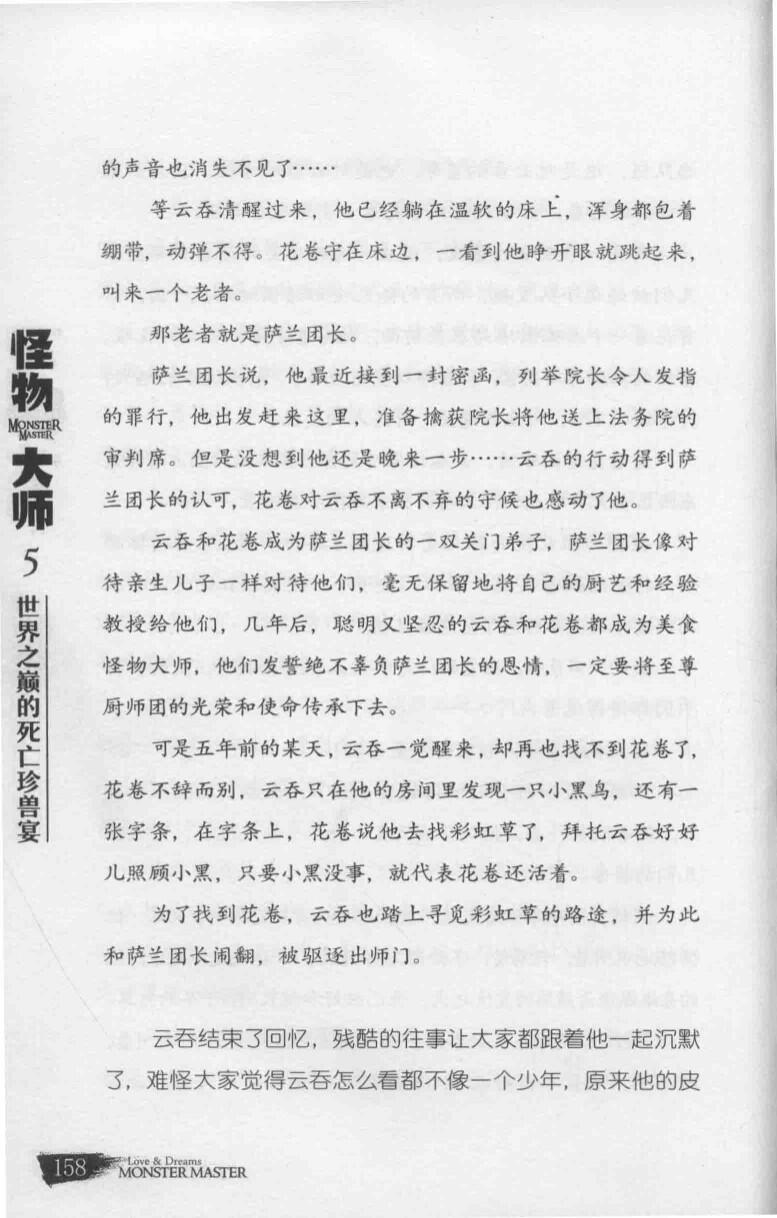 的声音也消失不见了……
等云吞清醒过来，他已经躺在温软的床上，浑身都包着
绷带，动弹不得。花卷守在床边，一看到他睁开眼就跳起来，
叫来一个老者。
那老者就是萨兰团长。
萨兰团长说，他最近接到一封密函，列举院长令人发指
的罪行，他出发赶来这里，准备擒获院长将他送上法务院的
审判席。但是没想到他还是晚来一步……云吞的行动得到萨
兰团长的认可，花卷对云吞不离不弃的守候也感动了他。
云吞和花卷成为萨兰团长的一双关门弟子，萨兰团长像对
待亲生儿子一样对待他们，毫无保留地将自己的厨艺和经验
教授给他们，几年后，聪明又坚忍的云吞和花卷都成为美食
怪物大师，他们发誓绝不辜负萨兰团长的恩情，一定要将至尊
厨师团的光荣和使命传承下去。
可是五年前的某天，云吞一觉醒来，却再也找不到花卷了，
花卷不辞而别，云吞只在他的房间里发现一只小黑鸟，还有一
张字条，在字条上，花卷说他去找彩虹草了，拜托云吞好好
儿照顾小黑，只要小黑没事，就代表花卷还活着。
为了找到花卷，云吞也踏上寻觅彩虹草的路途，并为此
和萨兰团长闹翻，被驱逐出师门。
云吞结束了回忆，残酷的往事让大家都跟着他一起沉默
了，难怪大家觉得云吞怎么看都不像一个少年，原来他的皮
怪物
MONSTER
MASTER
大师
5
世界之巅的死亡珍兽宴
158
Love & Dreams
MONSTER MASTER